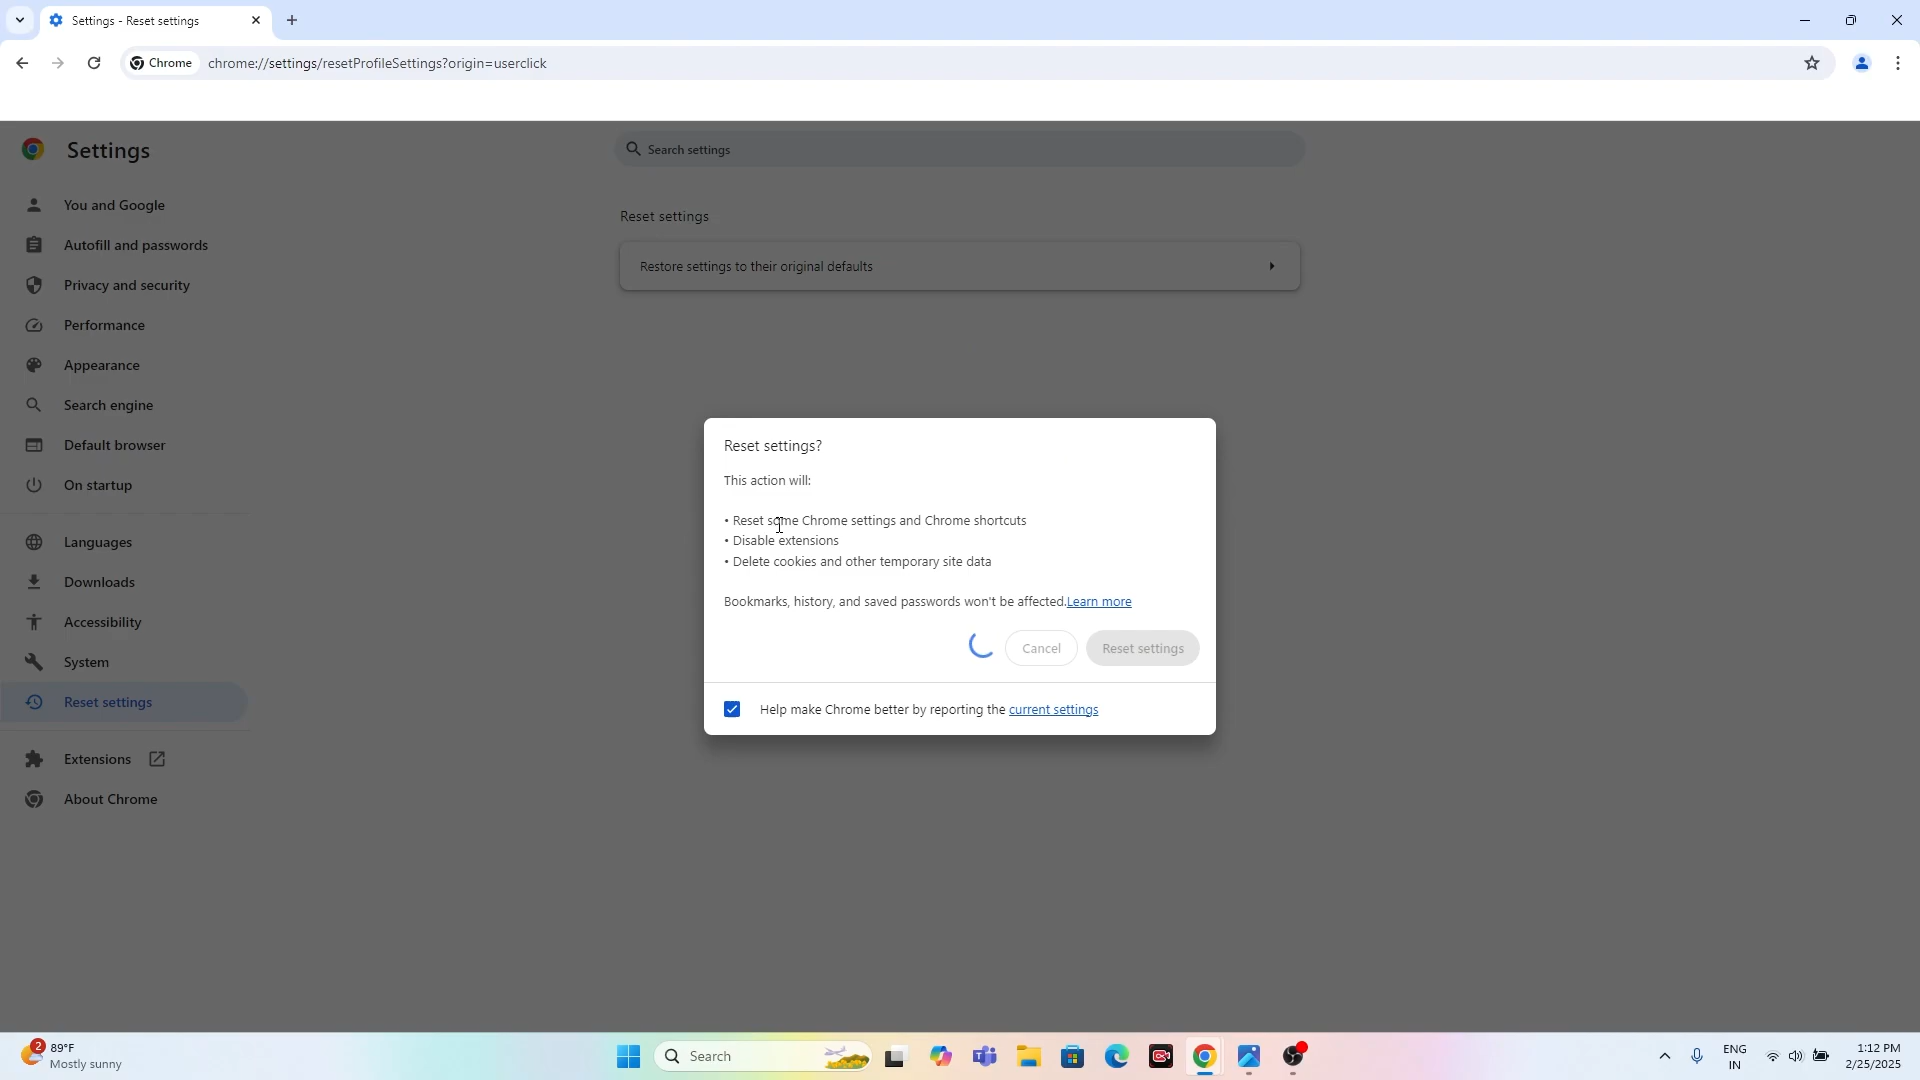 Settings - Reset settings
Chrome
chrome://settings/resetProfileSettings?origin=userclick
Settings
Search settings
You and Google
Autofill and passwords
Privacy and security
Performance
Appearance
Search engine
Default browser
On startup
Languages
Downloads
Accessibility
System
Reset settings
Extensions
About Chrome
Reset settings
Restore settings to their original defaults
Reset settings?
This action will:
• Reset some Chrome settings and Chrome shortcuts
• Disable extensions
• Delete cookies and other temporary site data
Bookmarks, history, and saved passwords won't be affected.Learn more
Cancel
Reset settings
Help make Chrome better by reporting the current settings
2
89°F
Mostly sunny
Search
ENG
IN
1:12 PM
2/25/2025